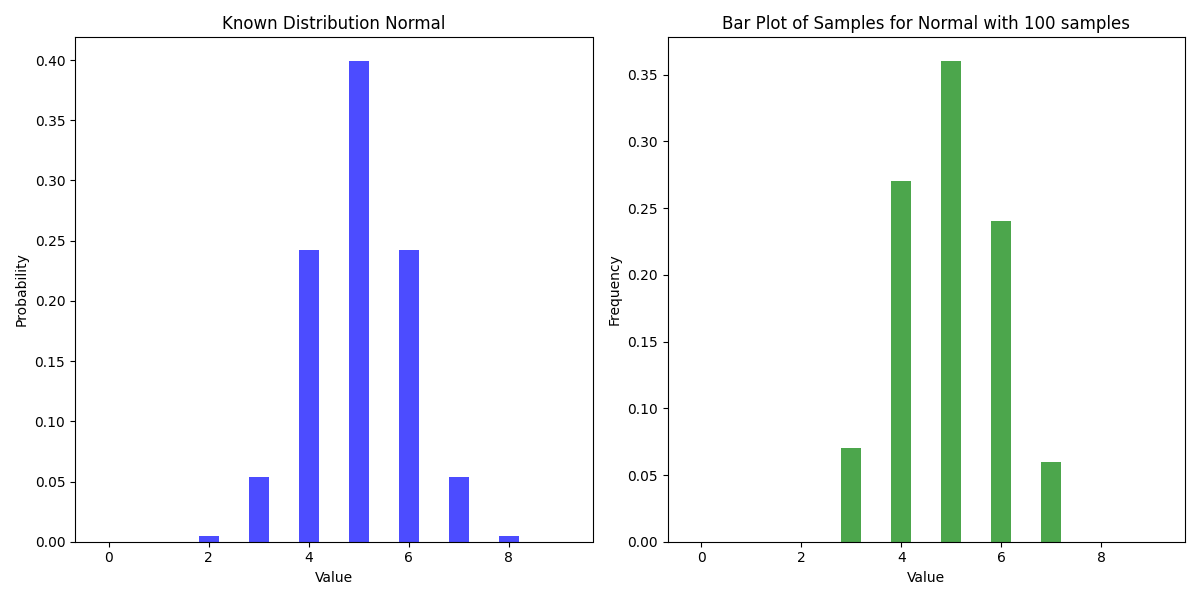 Known Distribution Normal
0.40
0.35
0.30
0.25
0.20
0.15
0.10
0.05
0.00
Probability
0 2 4 6 8
Value
Bar Plot of Samples for Normal with 100 samples
0.35
0.30
0.25
0.20
0.15
0.10
0.05
0.00
Frequency
0 2 4 6 8
Value